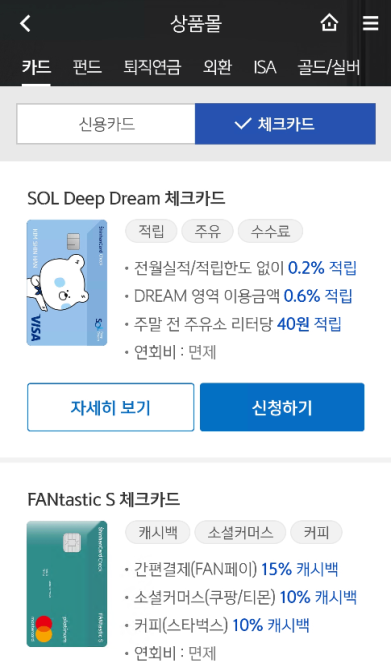 상품몰
카드 펀드 퇴직연금 외환 ISA 골드/실버
신용카드 체크카드
SOL Deep Dream 체크카드
적립 주유 수수료
· 전월실적/적립한도 없이 0.2% 적립
· DREAM 영역 이용금액 0.6% 적립
· 주말 전 주유소 리터당 40원 적립
· 연회비 : 면제
VISA
자세히 보기 신청하기
FANtastic S 체크카드
캐시백 소셜커머스 커피
· 간편결제(FAN페이) 15% 캐시백
· 소셜커머스(쿠팡/티몬) 10% 캐시백
· 커피(스타벅스) 10% 캐시백
· 연회비 : 면제